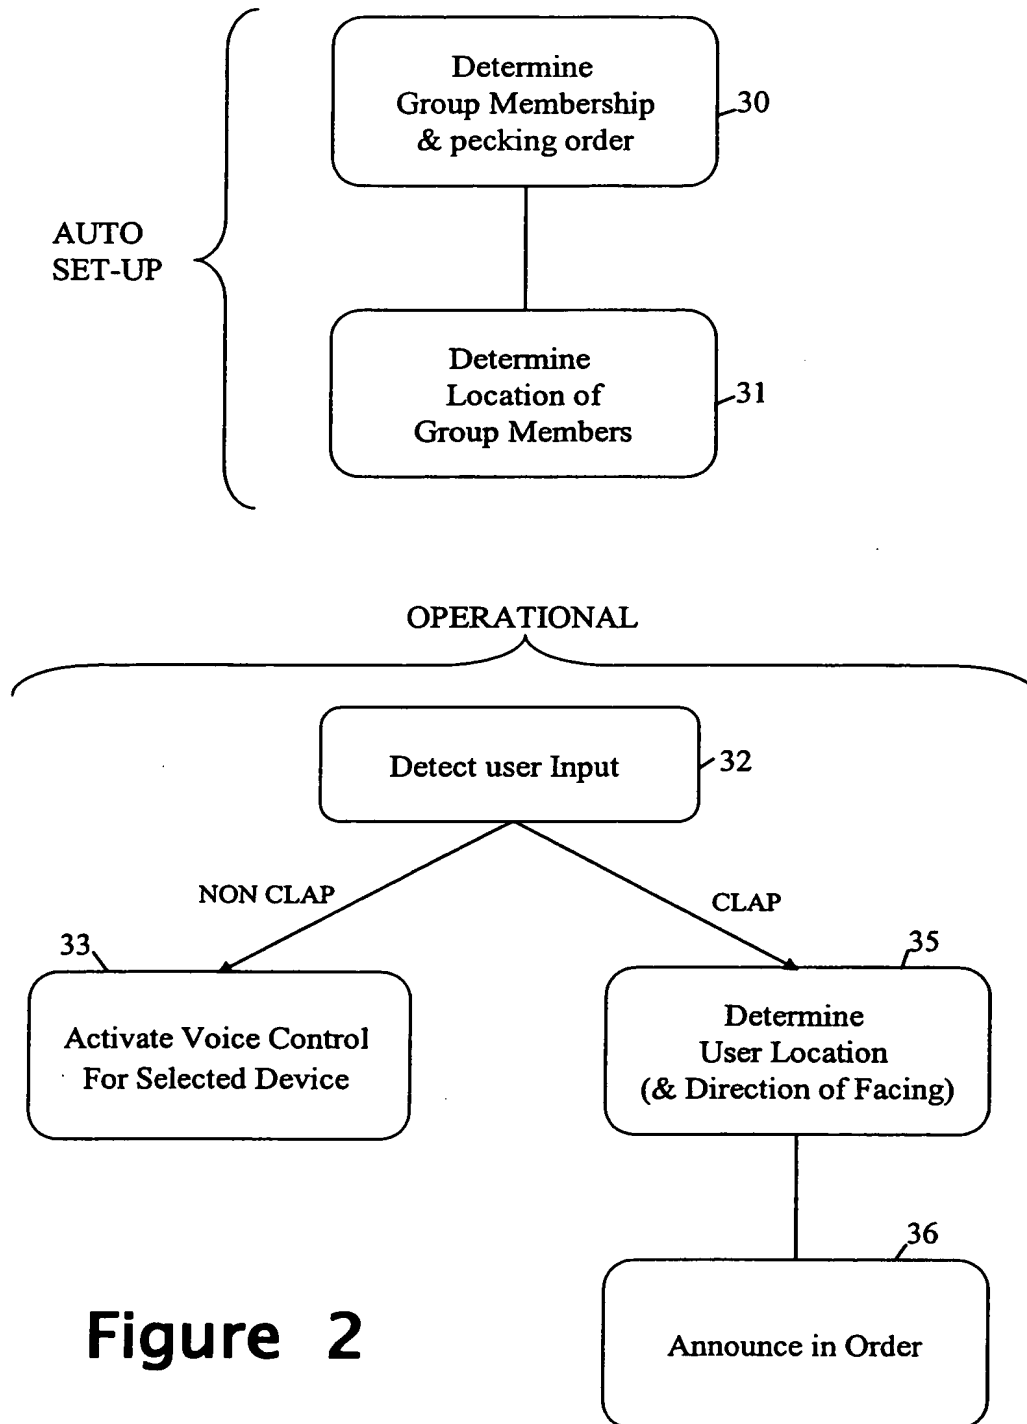 Determine
Group Membership
& pecking order
30
AUTO
SET-UP
Determine
Location of
Group Members
31
OPERATIONAL
Detect user Input
32
NON CLAP
CLAP
33
Activate Voice Control
For Selected Device
35
Determine
User Location
(& Direction of Facing)
36
Announce in Order
Figure 2